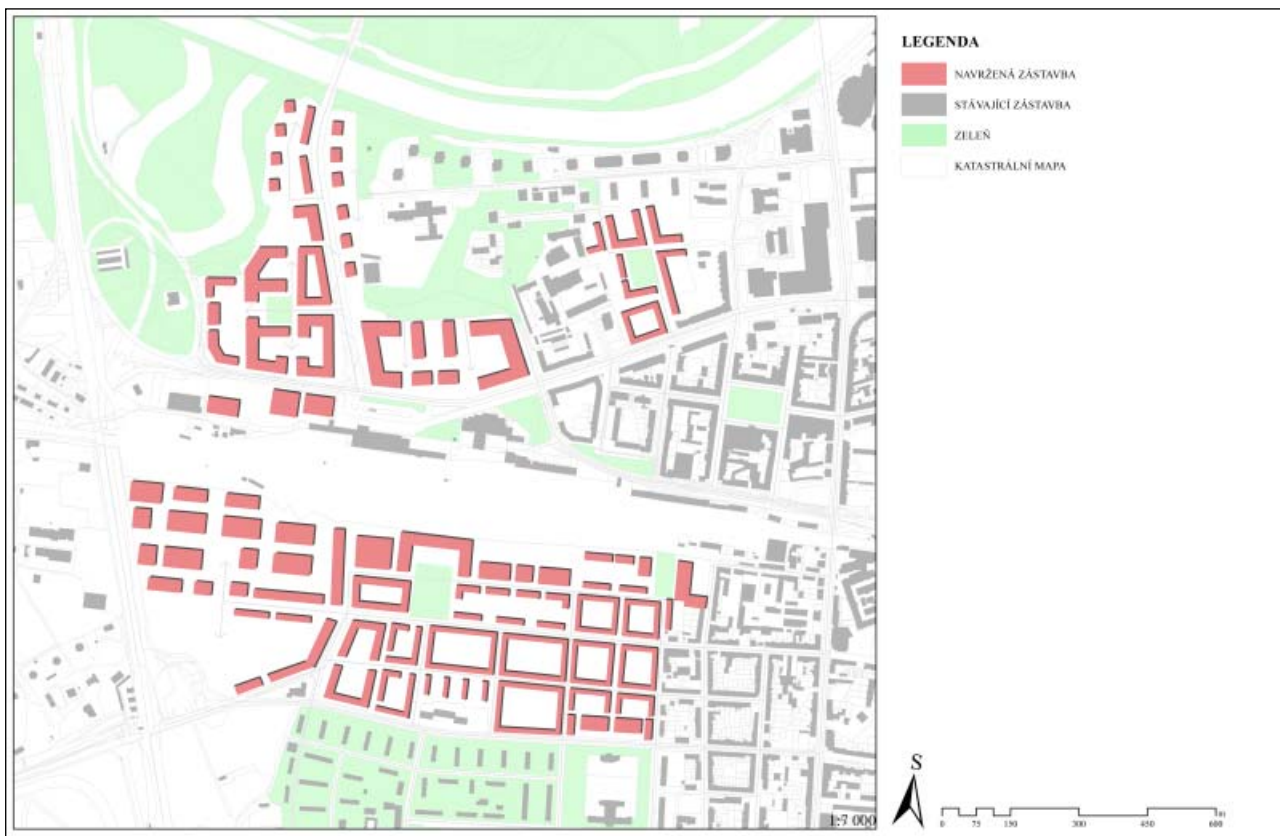 LEGENDA
NAVRŽENÁ ZÁSTAVBA
STÁVAJÍCÍ ZÁSTAVBA
ZELEŇ
KATASTRÁLNÍ MAPA
S
1:7 000
0 75 150 300 450 600
m